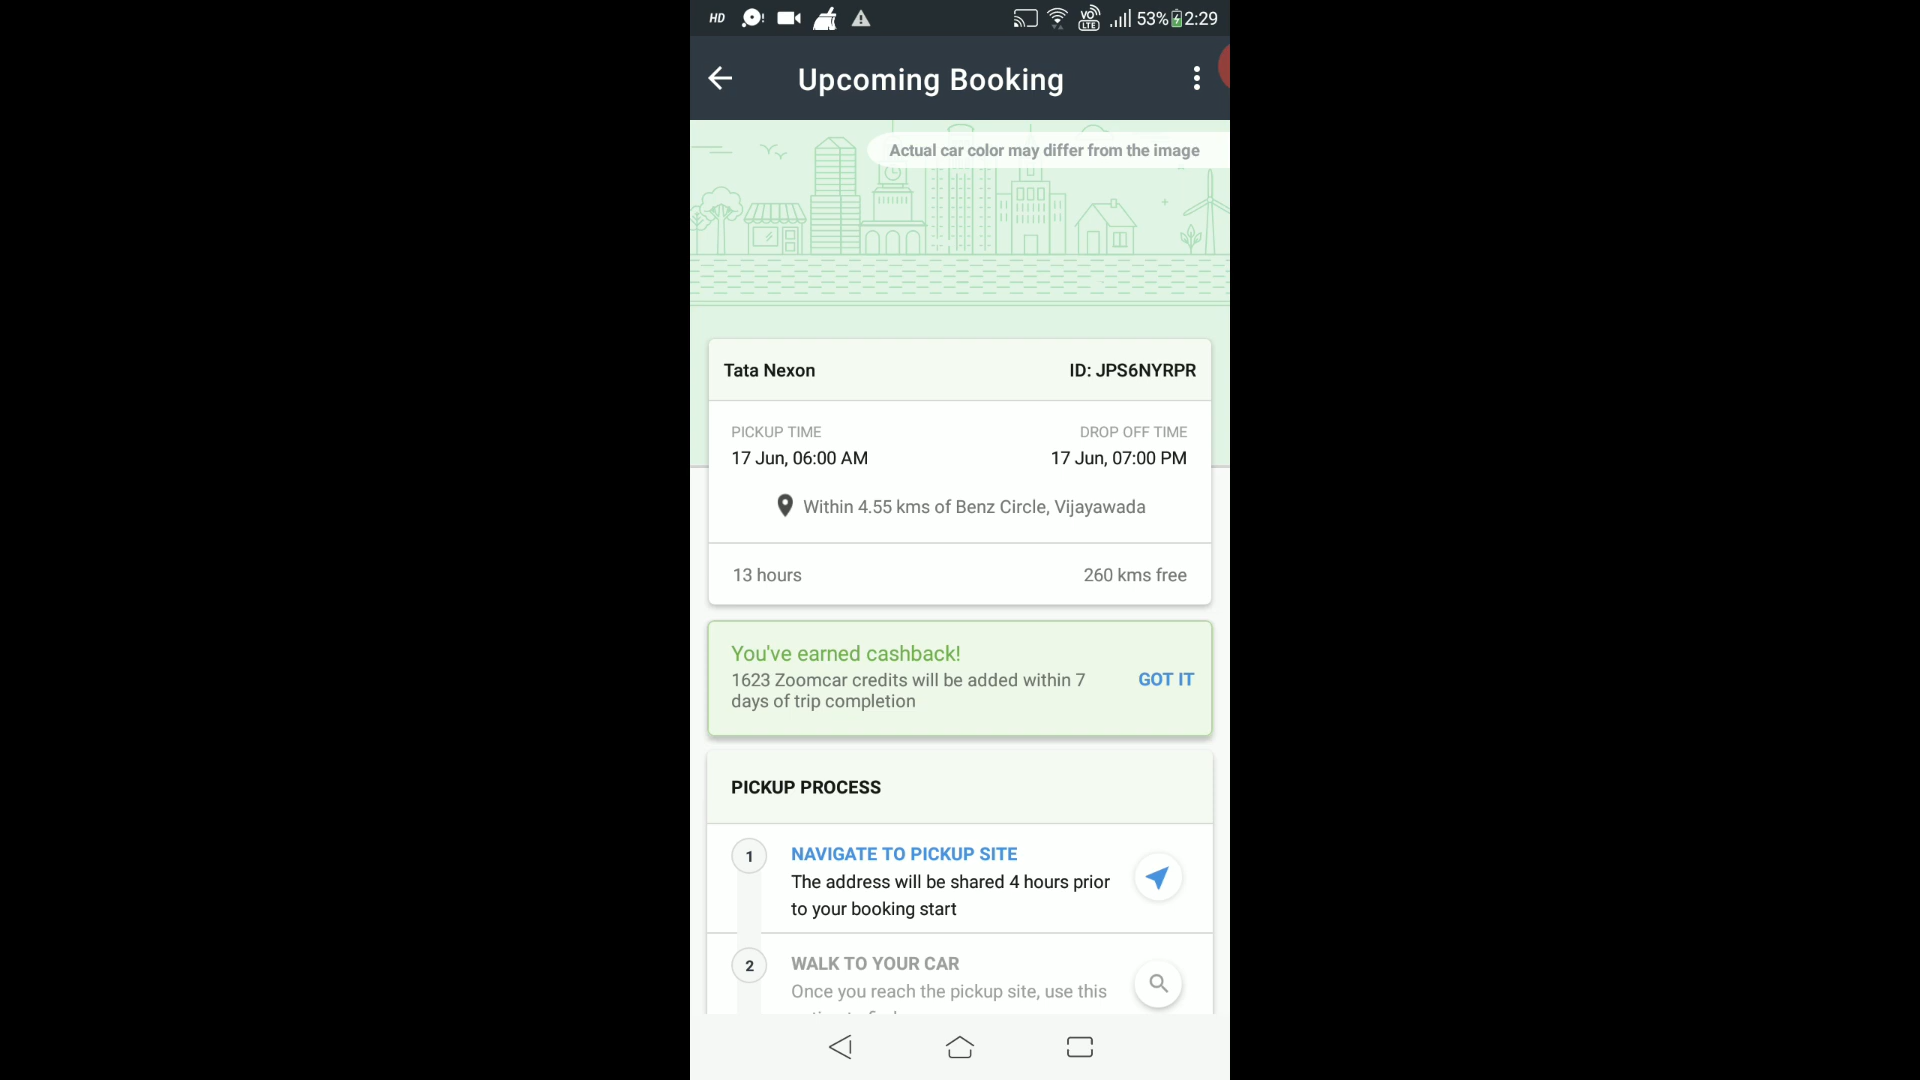 HD 53% 2:29
VO LTE
Upcoming Booking
Actual car color may differ from the image
Tata Nexon ID: JPS6NYRPR
PICKUP TIME DROP OFF TIME
17 Jun, 06:00 AM 17 Jun, 07:00 PM
Within 4.55 kms of Benz Circle, Vijayawada
13 hours 260 kms free
You've earned cashback!
1623 Zoomcar credits will be added within 7
days of trip completion
GOT IT
PICKUP PROCESS
1 NAVIGATE TO PICKUP SITE
The address will be shared 4 hours prior
to your booking start
2 WALK TO YOUR CAR
Once you reach the pickup site, use this